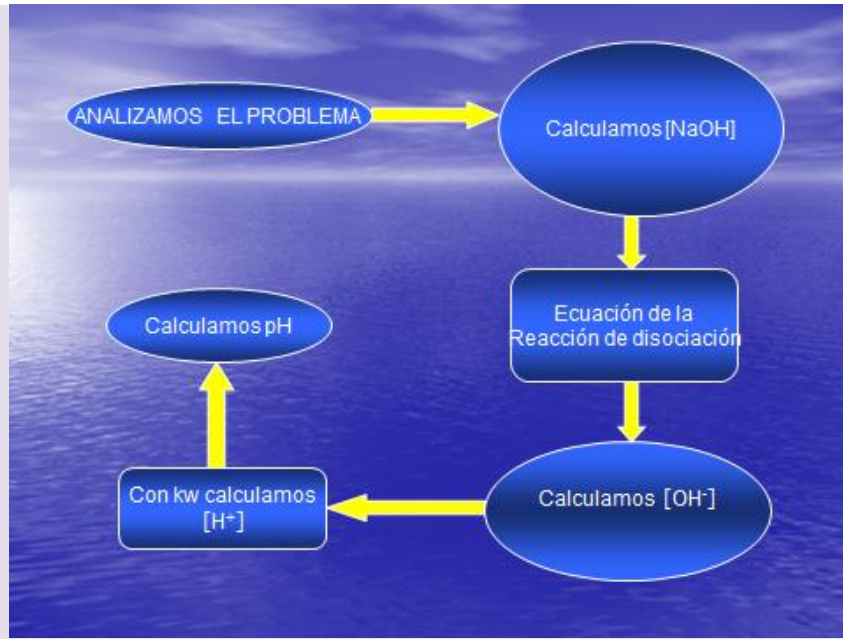 ANALIZAMOS EL PROBLEMA
Calculamos [NaOH]
Ecuación de la
Reacción de disociación
Calculamos [OH-]
Con kw calculamos
[H+]
Calculamos pH